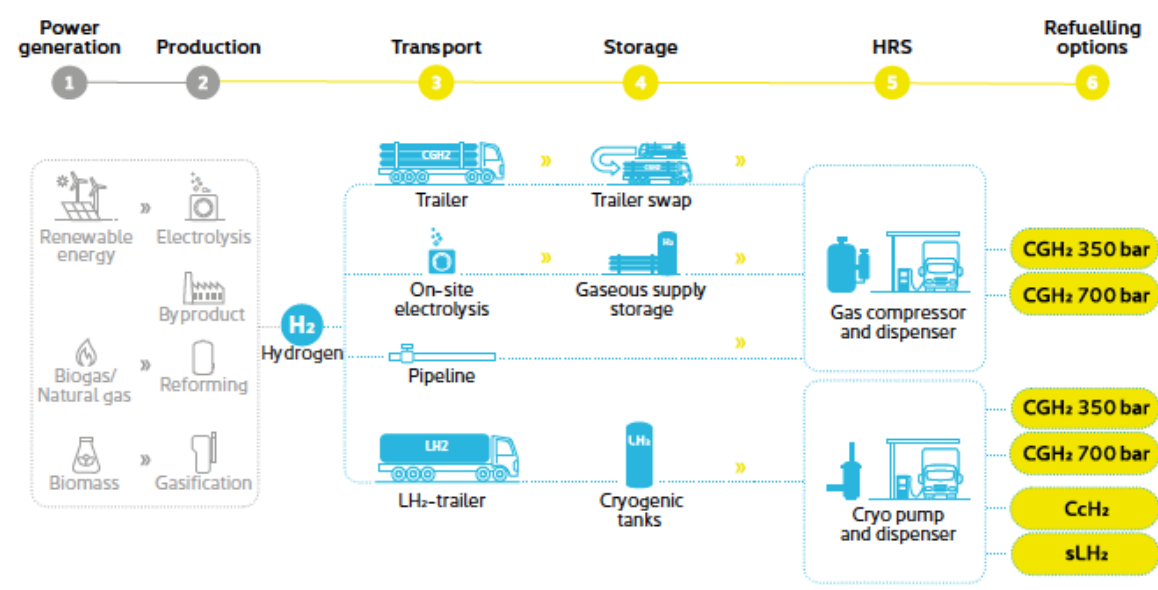 Power
generation
Production
Transport
Storage
HRS
Refuelling
options
1
2
3
4
5
6
CGH2
Trailer
Trailer swap
Renewable
energy
Electrolysis
H₂
On-site
electrolysis
Gaseous supply
storage
Byproduct
H₂
Hydrogen
Pipeline
Gas compressor
and dispenser
CGH₂ 350 bar
CGH₂ 700 bar
Biogas/
Natural gas
Reforming
Biomass
Gasification
LH2
LH₂-trailer
LH₂
Cryogenic
tanks
Cryo pump
and dispenser
CGH₂ 350 bar
CGH₂ 700 bar
CcH₂
sLH₂